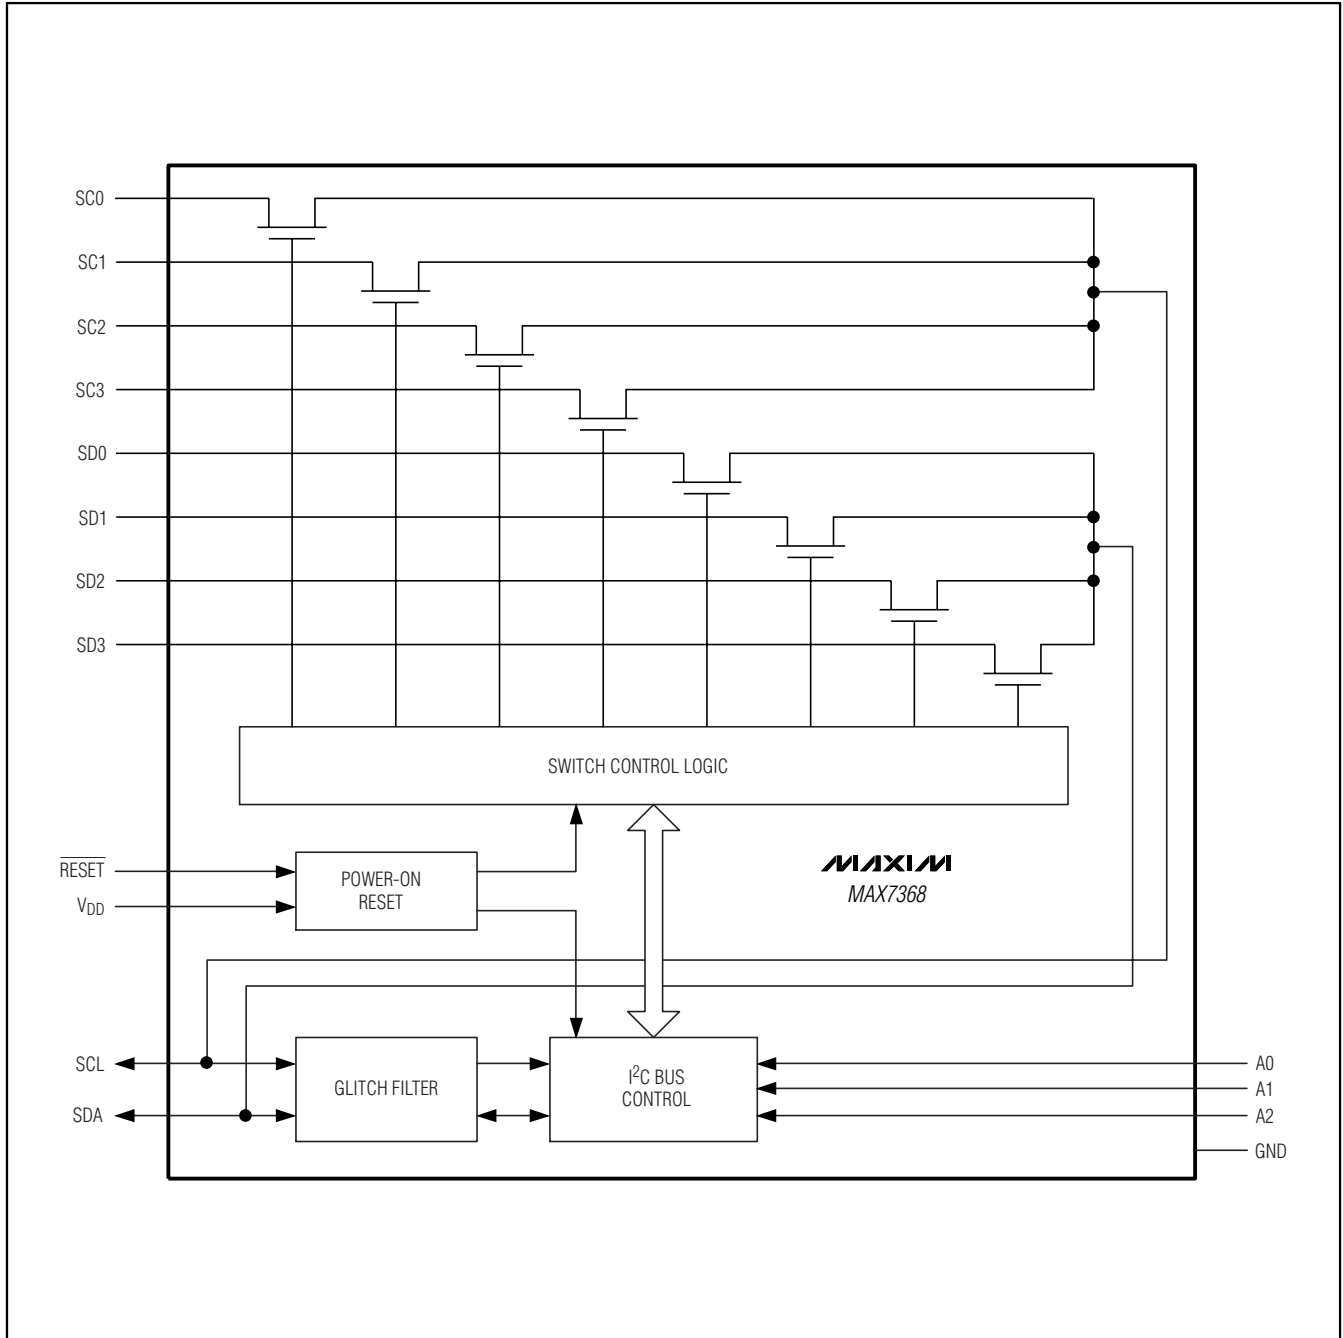 SC0
SC1
SC2
SC3
SD0
SD1
SD2
SD3
SWITCH CONTROL LOGIC
RESET
VDD
POWER-ON
RESET
MAXIM
MAX7368
SCL
SDA
GLITCH FILTER
I²C BUS
CONTROL
A0
A1
A2
GND